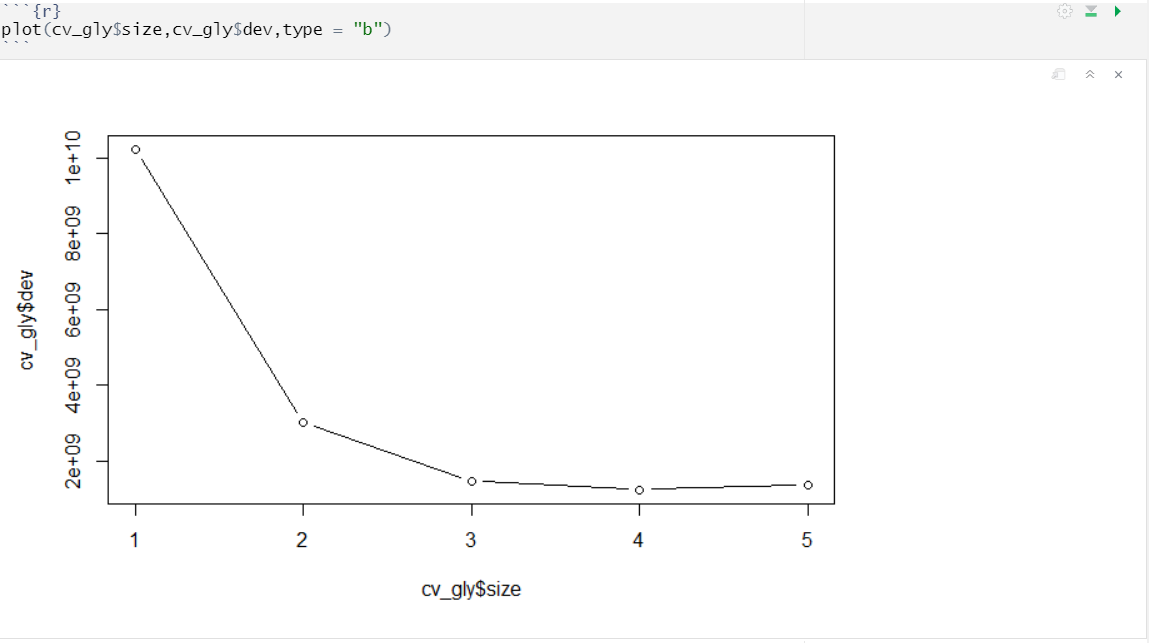 ```{r}
plot(cv_gly$size,cv_gly$dev,type = "b")
```
1e+10
8e+09
6e+09
4e+09
2e+09
cv_gly$dev
1 2 3 4 5
cv_gly$size